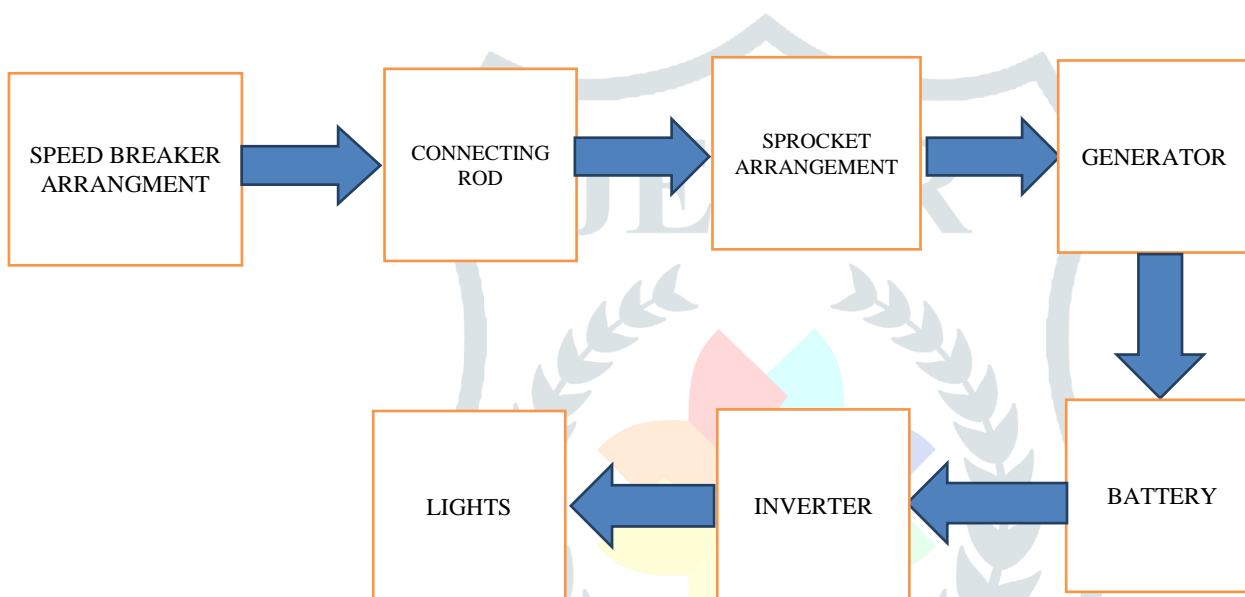 SPEED BREAKER
ARRANGMENT
CONNECTING
ROD
SPROCKET
ARRANGEMENT
GENERATOR
LIGHTS
INVERTER
BATTERY